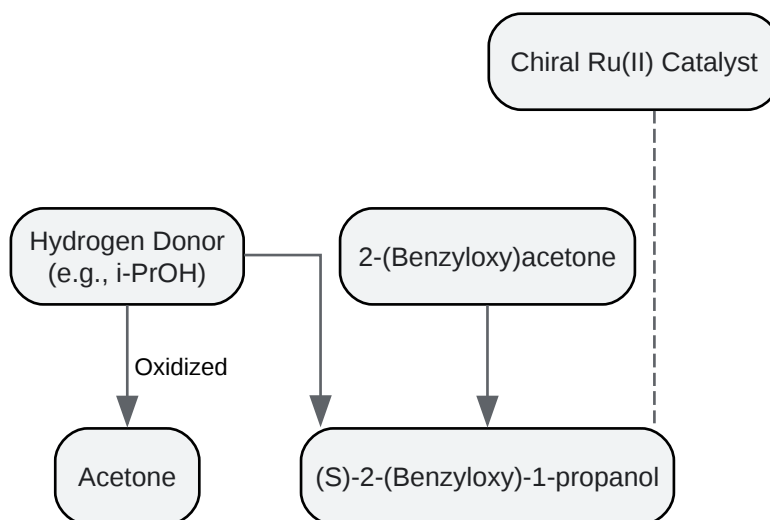 Chiral Ru(II) Catalyst
Hydrogen Donor
(e.g., i-PrOH)
2-(Benzyloxy)acetone
Oxidized
Acetone
(S)-2-(Benzyloxy)-1-propanol